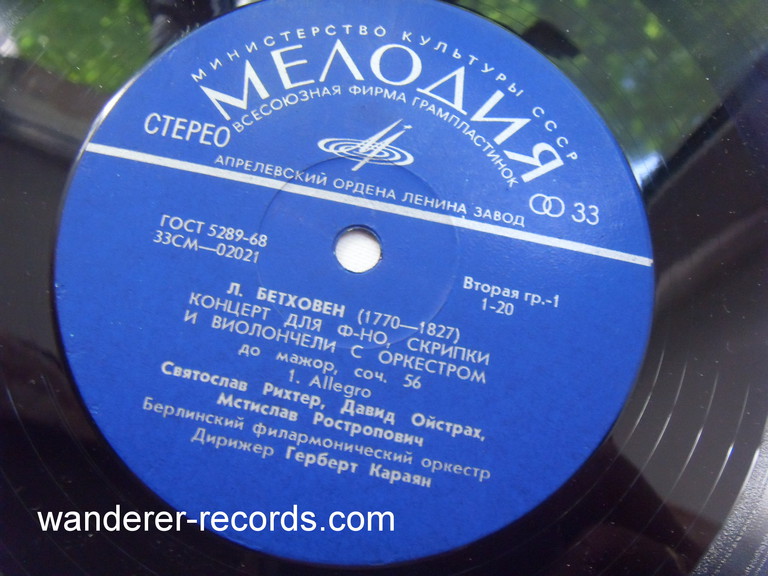 МИНИСТЕРСТВО КУЛЬТУРЫ СССР
МЕЛОДИЯ
ВСЕСОЮЗНАЯ ФИРМА ГРАМПЛАСТИНОК
СТЕРЕО
33
АПРЕЛЕВСКИЙ ОРДЕНА ЛЕНИНА ЗАВОД
ГОСТ 5289-68
33СМ—02021
Вторая гр.-1
1-20
Л. БЕТХОВЕН (1770—1827)
КОНЦЕРТ ДЛЯ Ф-НО, СКРИПКИ
И ВИОЛОНЧЕЛИ С ОРКЕСТРОМ
до мажор, соч. 56
1. Allegro
Святослав Рихтер, Давид Ойстрах,
Мстислав Ростропович
Берлинский филармонический оркестр
Дирижер Герберт Караян
wanderer-records.com